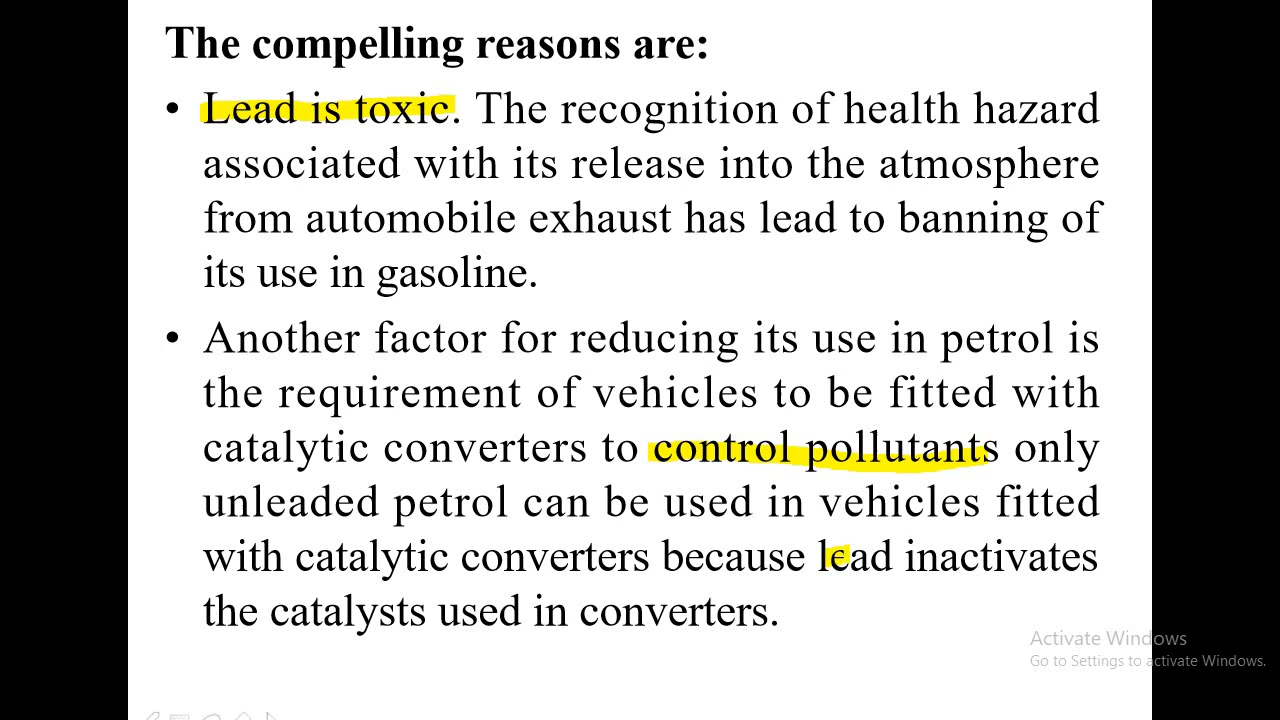 The compelling reasons are:
• Lead is toxic. The recognition of health hazard
associated with its release into the atmosphere
from automobile exhaust has lead to banning of
its use in gasoline.
• Another factor for reducing its use in petrol is
the requirement of vehicles to be fitted with
catalytic converters to control pollutants only
unleaded petrol can be used in vehicles fitted
with catalytic converters because lead inactivates
the catalysts used in converters.
Activate Windows
Go to Settings to activate Windows.